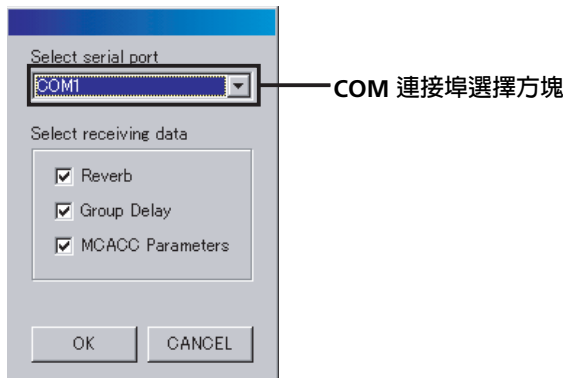 Select serial port
COM1
COM 連接埠選擇方塊
Select receiving data
Reverb
Group Delay
MCACC Parameters
OK
CANCEL